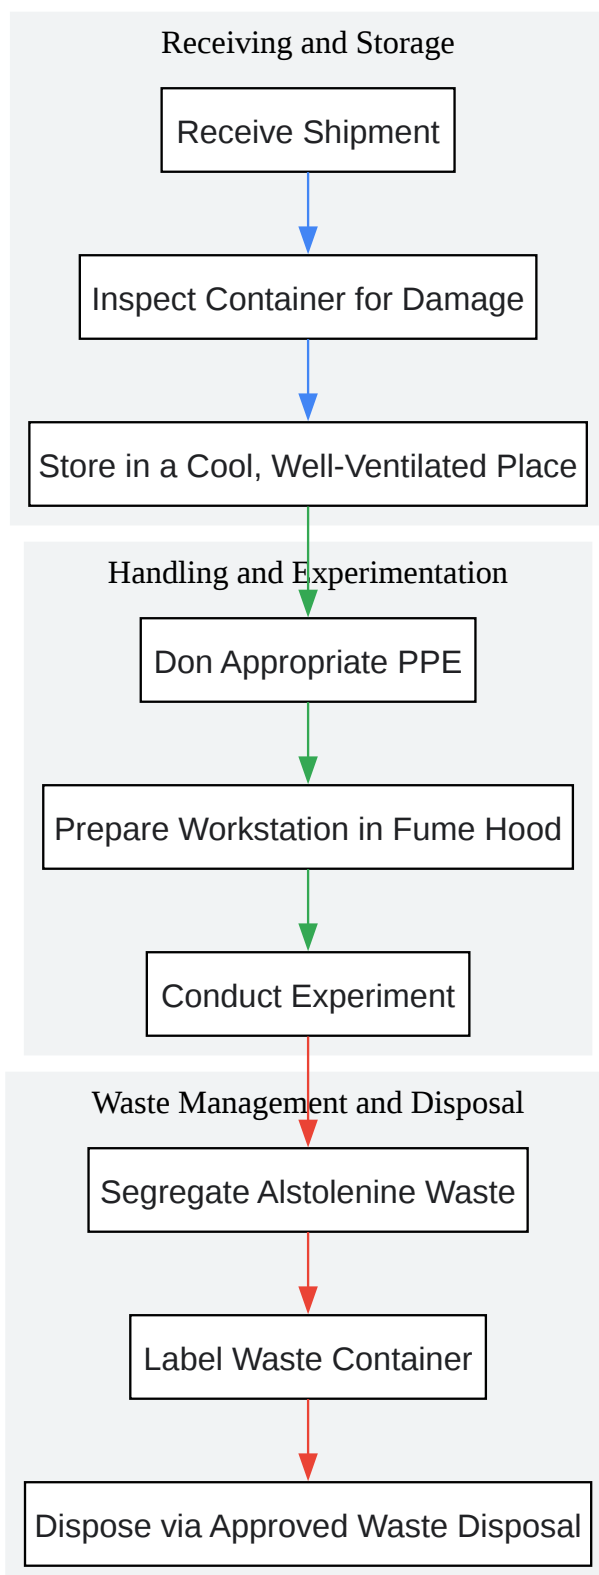 Receiving and Storage
Receive Shipment
Inspect Container for Damage
Store in a Cool, Well-Ventilated Place
Handling and Experimentation
Don Appropriate PPE
Prepare Workstation in Fume Hood
Conduct Experiment
Waste Management and Disposal
Segregate Alstolenine Waste
Label Waste Container
Dispose via Approved Waste Disposal